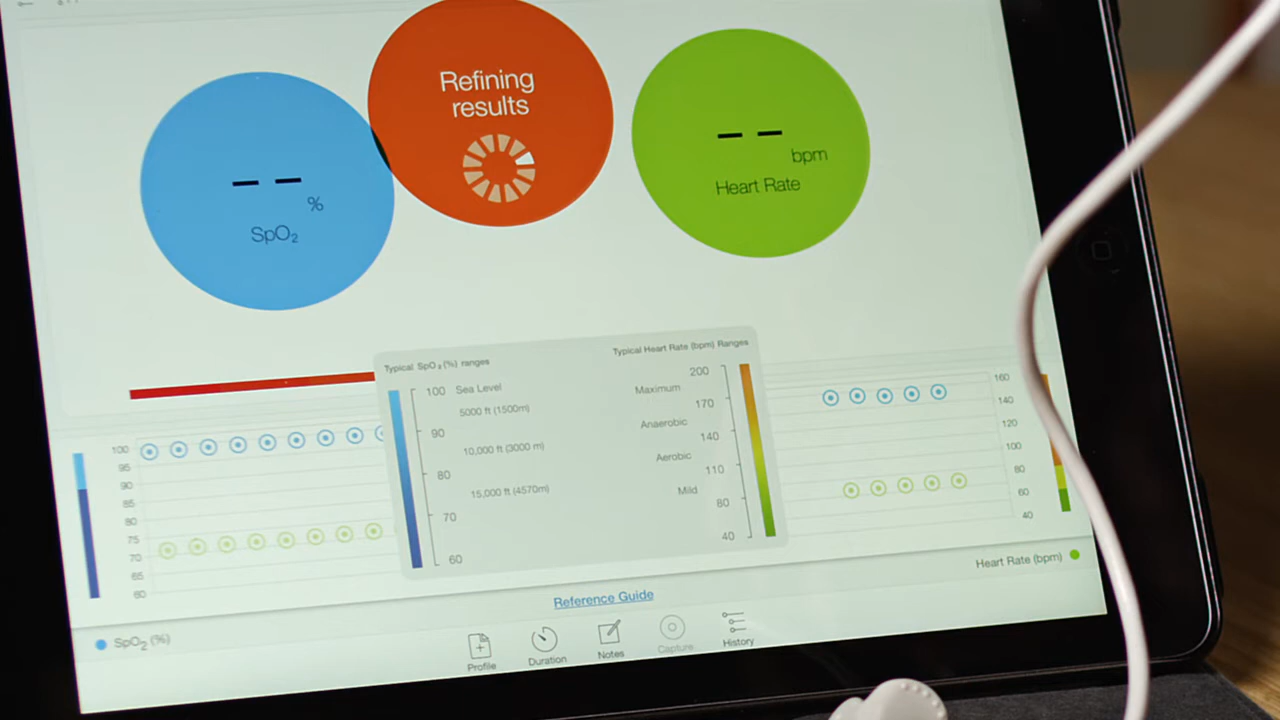 Refining
results
– –
%
SpO₂
– –
bpm
Heart Rate
Typical SpO₂ (%) ranges
100 Sea Level
5000 ft (1500m)
90
10,000 ft (3000 m)
80
15,000 ft (4570m)
70
60
Typical Heart Rate (bpm) Ranges
200
Maximum
170
Anaerobic
140
Aerobic
110
Mild
80
40
100
95
90
85
80
75
70
65
60
160
140
120
100
80
60
40
SpO₂ (%)
Reference Guide
Heart Rate (bpm)
Profile
Duration
Notes
Capture
History